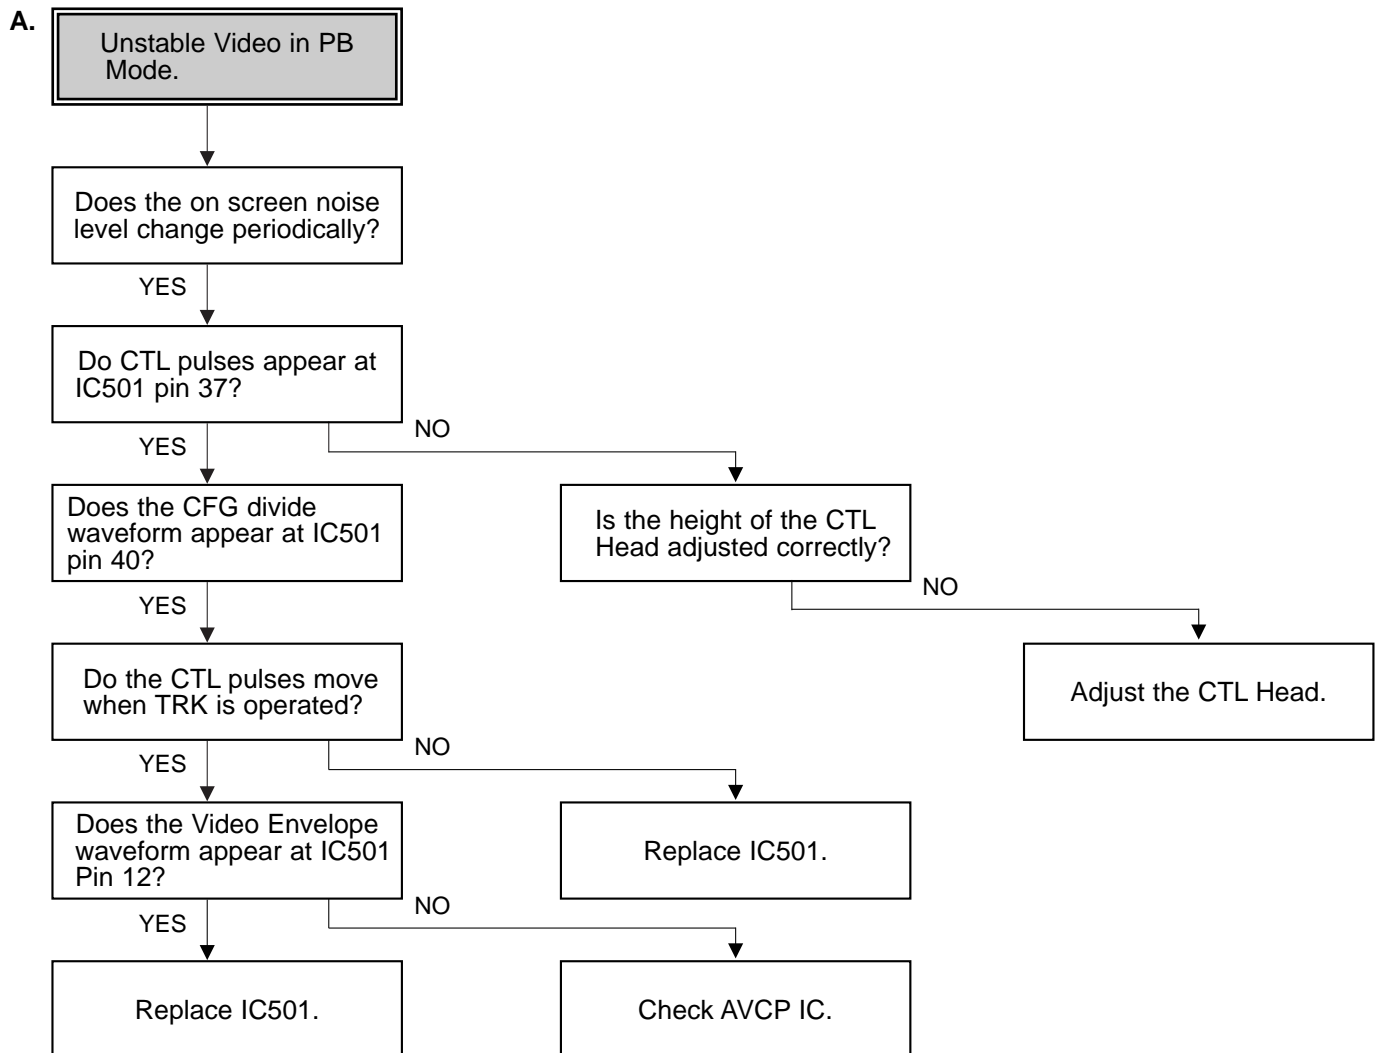 A.
Unstable Video in PB
Mode.
Does the on screen noise
level change periodically?
YES
Do CTL pulses appear at
IC501 pin 37?
YES
NO
Does the CFG divide
waveform appear at IC501
pin 40?
Is the height of the CTL
Head adjusted correctly?
YES
NO
Do the CTL pulses move
when TRK is operated?
Adjust the CTL Head.
YES
NO
Does the Video Envelope
waveform appear at IC501
Pin 12?
Replace IC501.
YES
NO
Replace IC501.
Check AVCP IC.